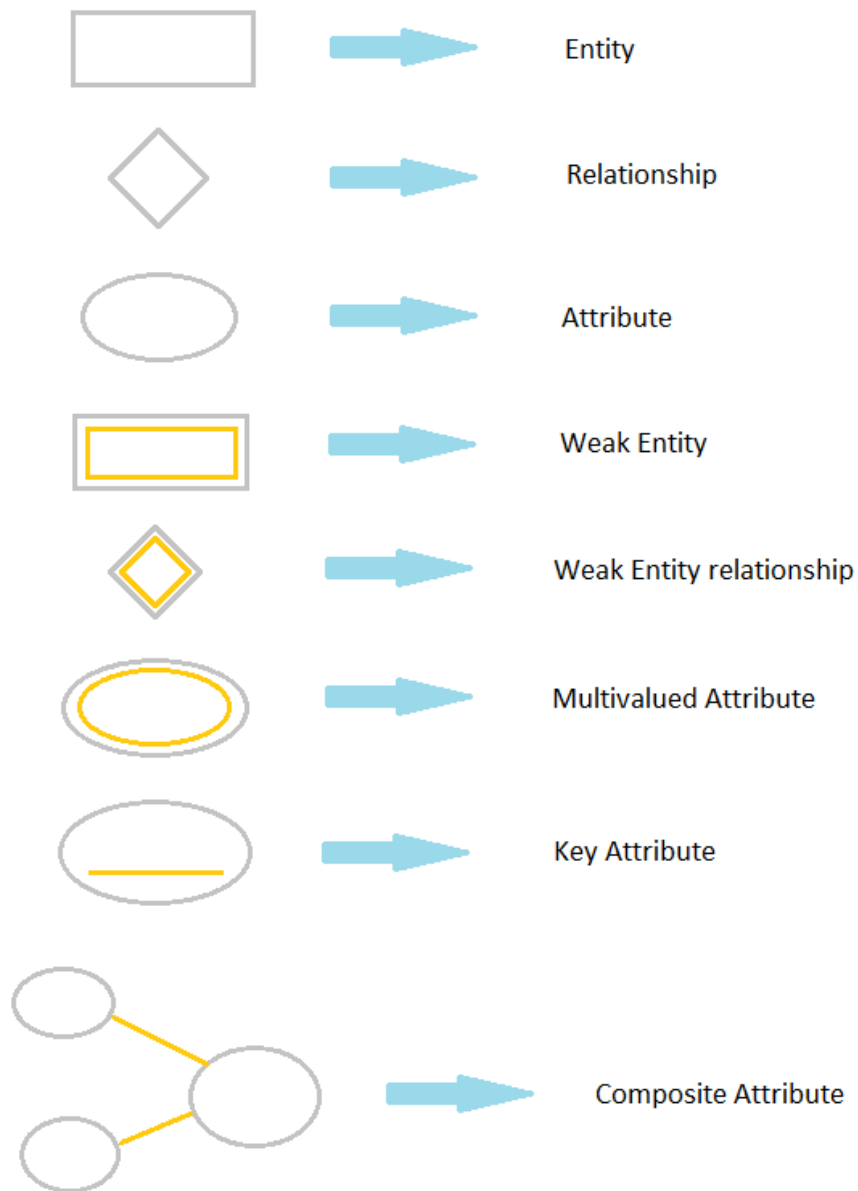 Entity
Relationship
Attribute
Weak Entity
Weak Entity relationship
Multivalued Attribute
Key Attribute
Composite Attribute